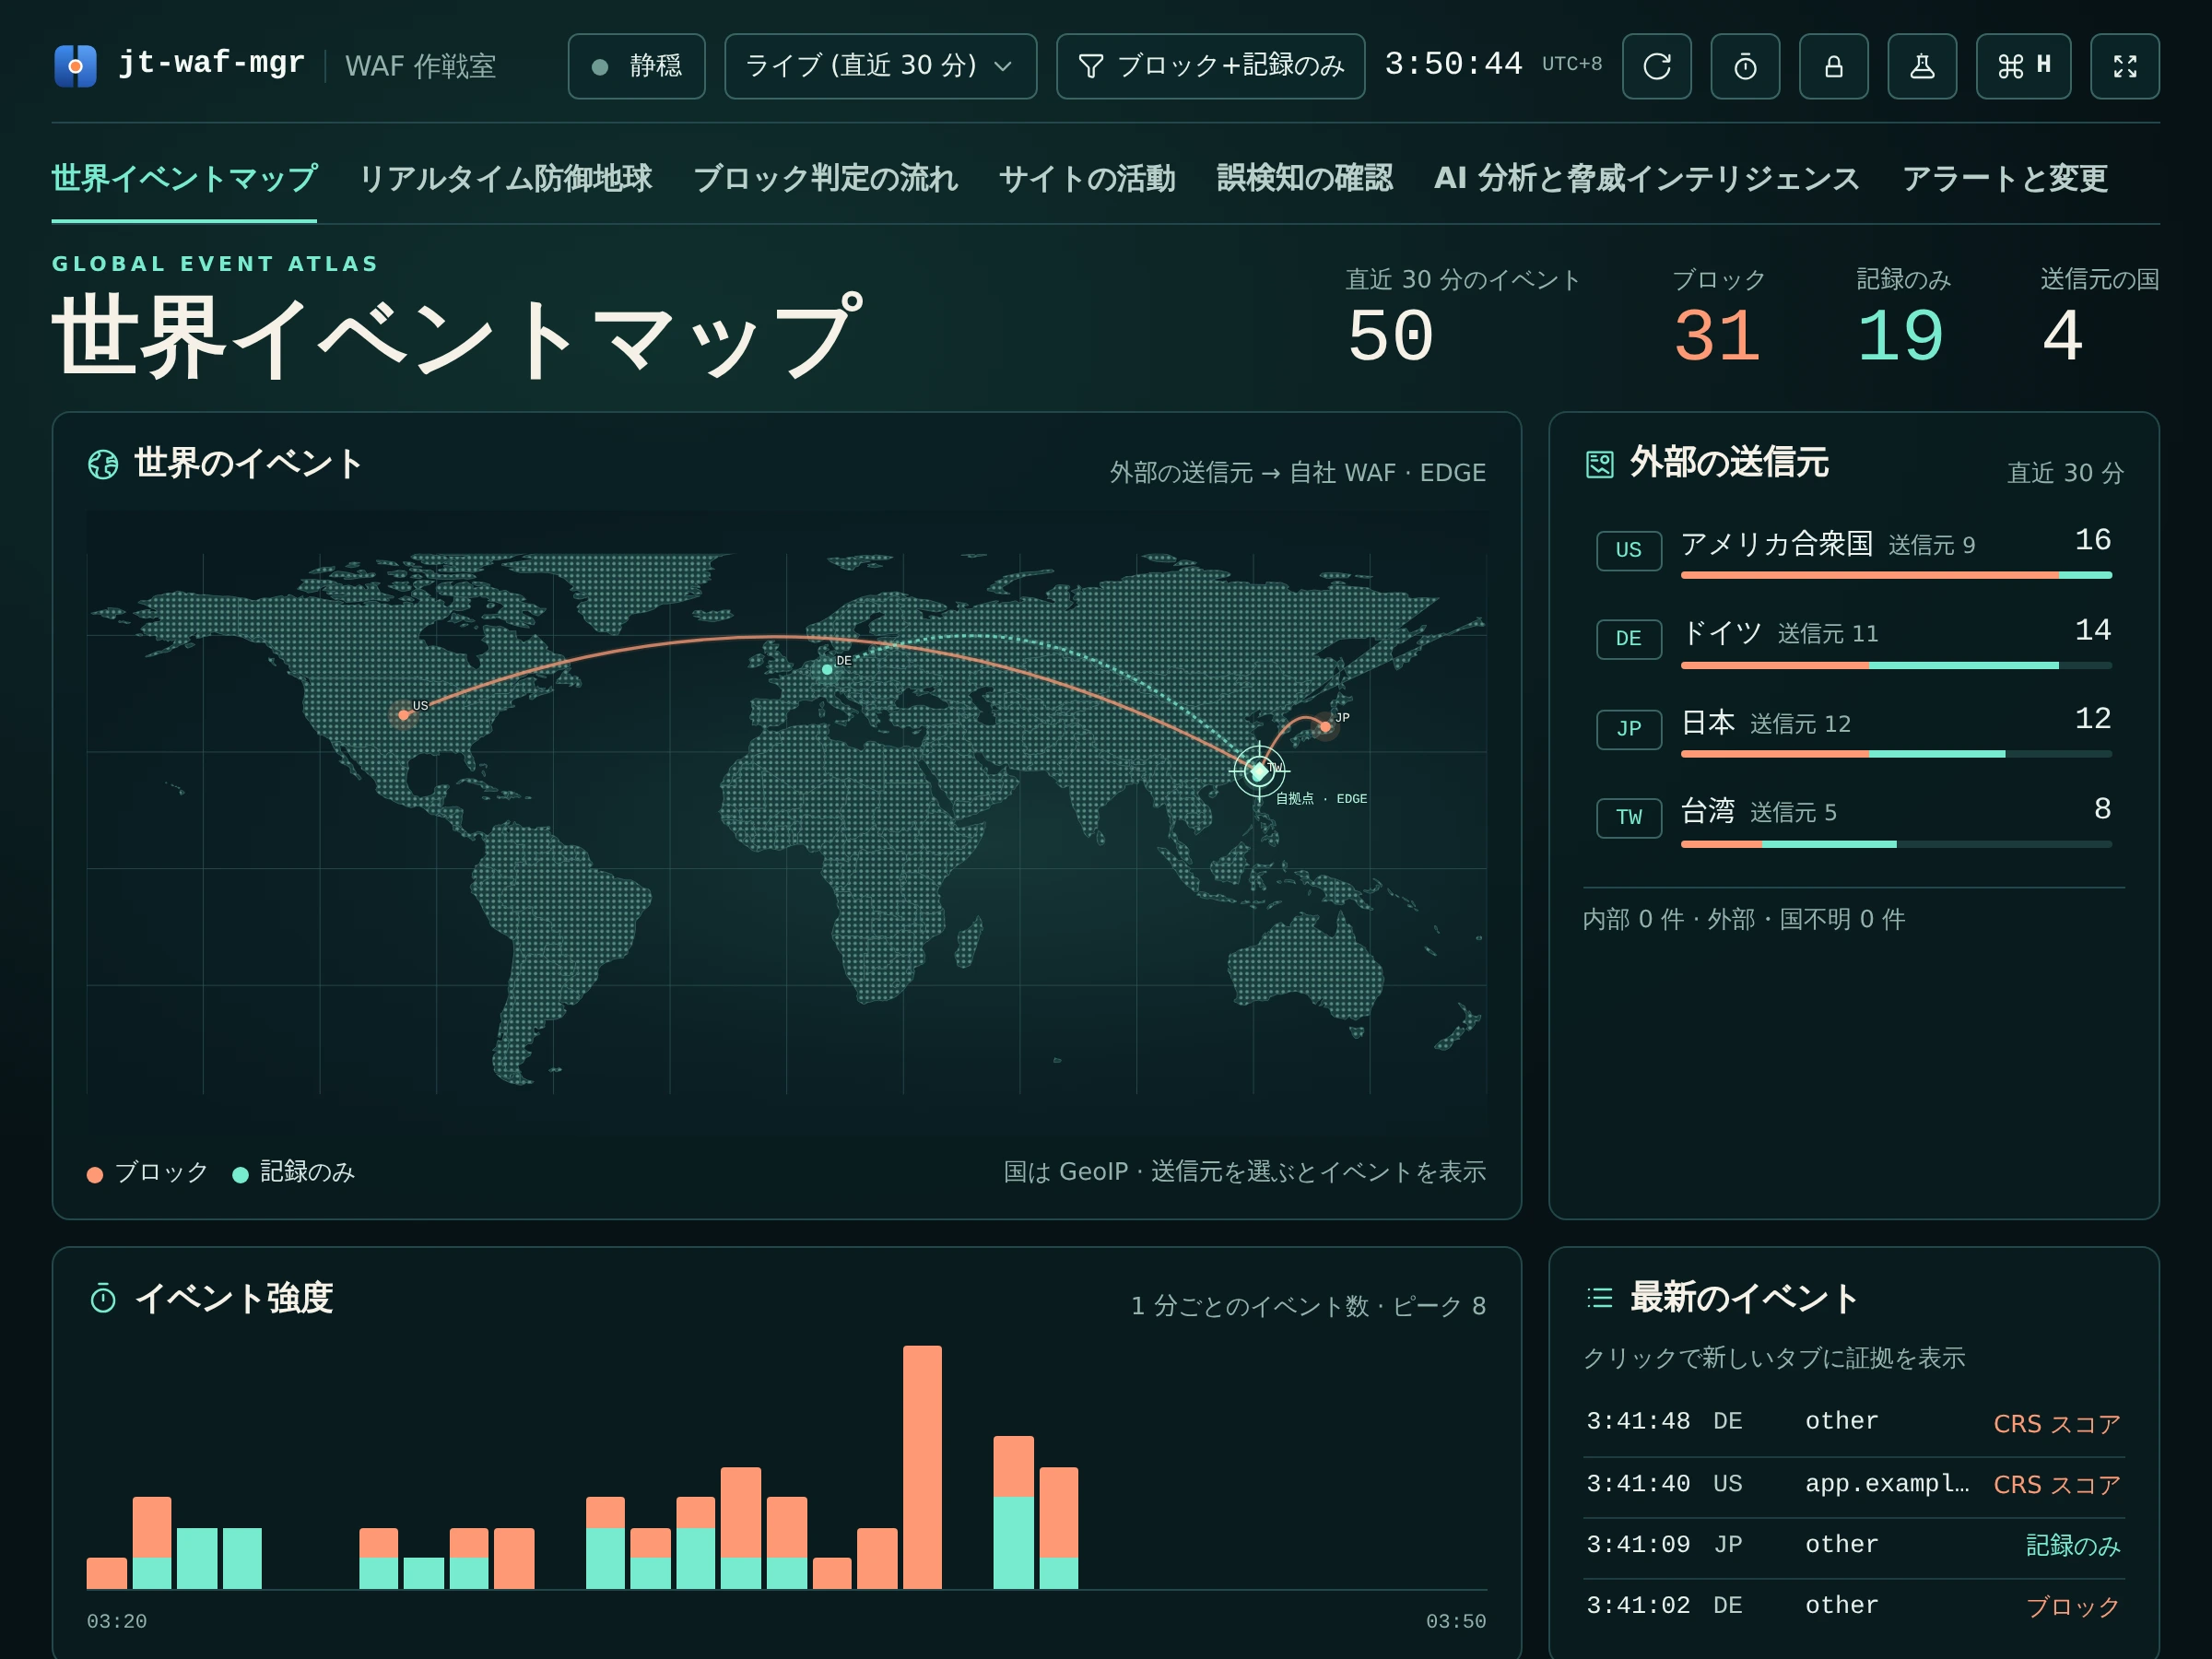 jt-waf-mgr
WAF 作戦室
静穏
ライブ (直近 30 分)
ブロック+記録のみ
3:50:44 UTC+8
⌘ H
世界イベントマップ
リアルタイム防御地球
ブロック判定の流れ
サイトの活動
誤検知の確認
AI 分析と脅威インテリジェンス
アラートと変更
GLOBAL EVENT ATLAS
世界イベントマップ
直近 30 分のイベント
50
ブロック
31
記録のみ
19
送信元の国
4
世界のイベント
外部の送信元 → 自社 WAF · EDGE
US
DE
JP
TW
自拠点 · EDGE
ブロック
記録のみ
国は GeoIP · 送信元を選ぶとイベントを表示
外部の送信元
直近 30 分
US アメリカ合衆国 送信元 9 16
DE ドイツ 送信元 11 14
JP 日本 送信元 12 12
TW 台湾 送信元 5 8
内部 0 件 · 外部・国不明 0 件
イベント強度
1 分ごとのイベント数 · ピーク 8
03:20
03:50
最新のイベント
クリックで新しいタブに証拠を表示
3:41:48 DE other CRS スコア
3:41:40 US app.exampl… CRS スコア
3:41:09 JP other 記録のみ
3:41:02 DE other ブロック